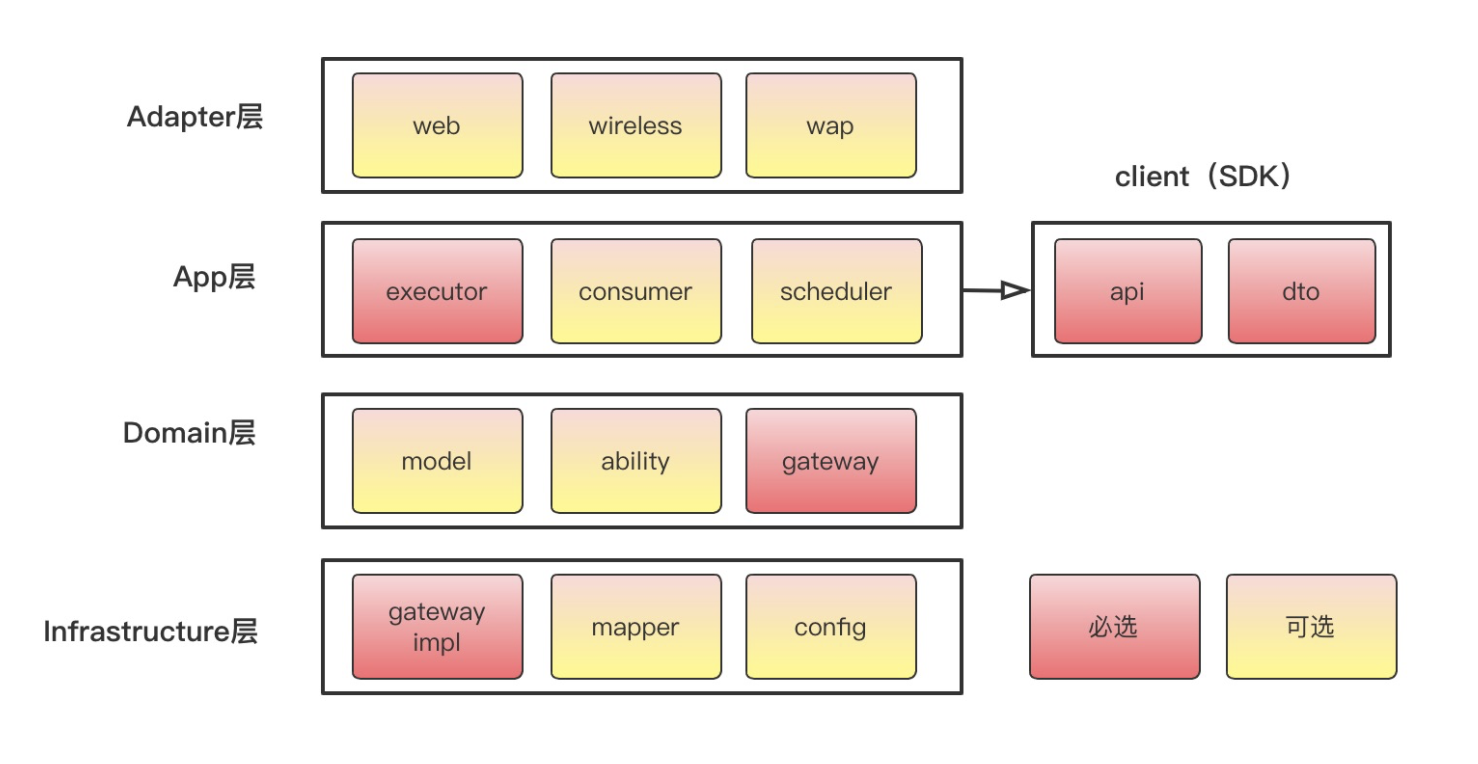 Adapter层
web
wireless
wap
client（SDK）
App层
executor
consumer
scheduler
api
dto
Domain层
model
ability
gateway
Infrastructure层
gateway
impl
mapper
config
必选
可选